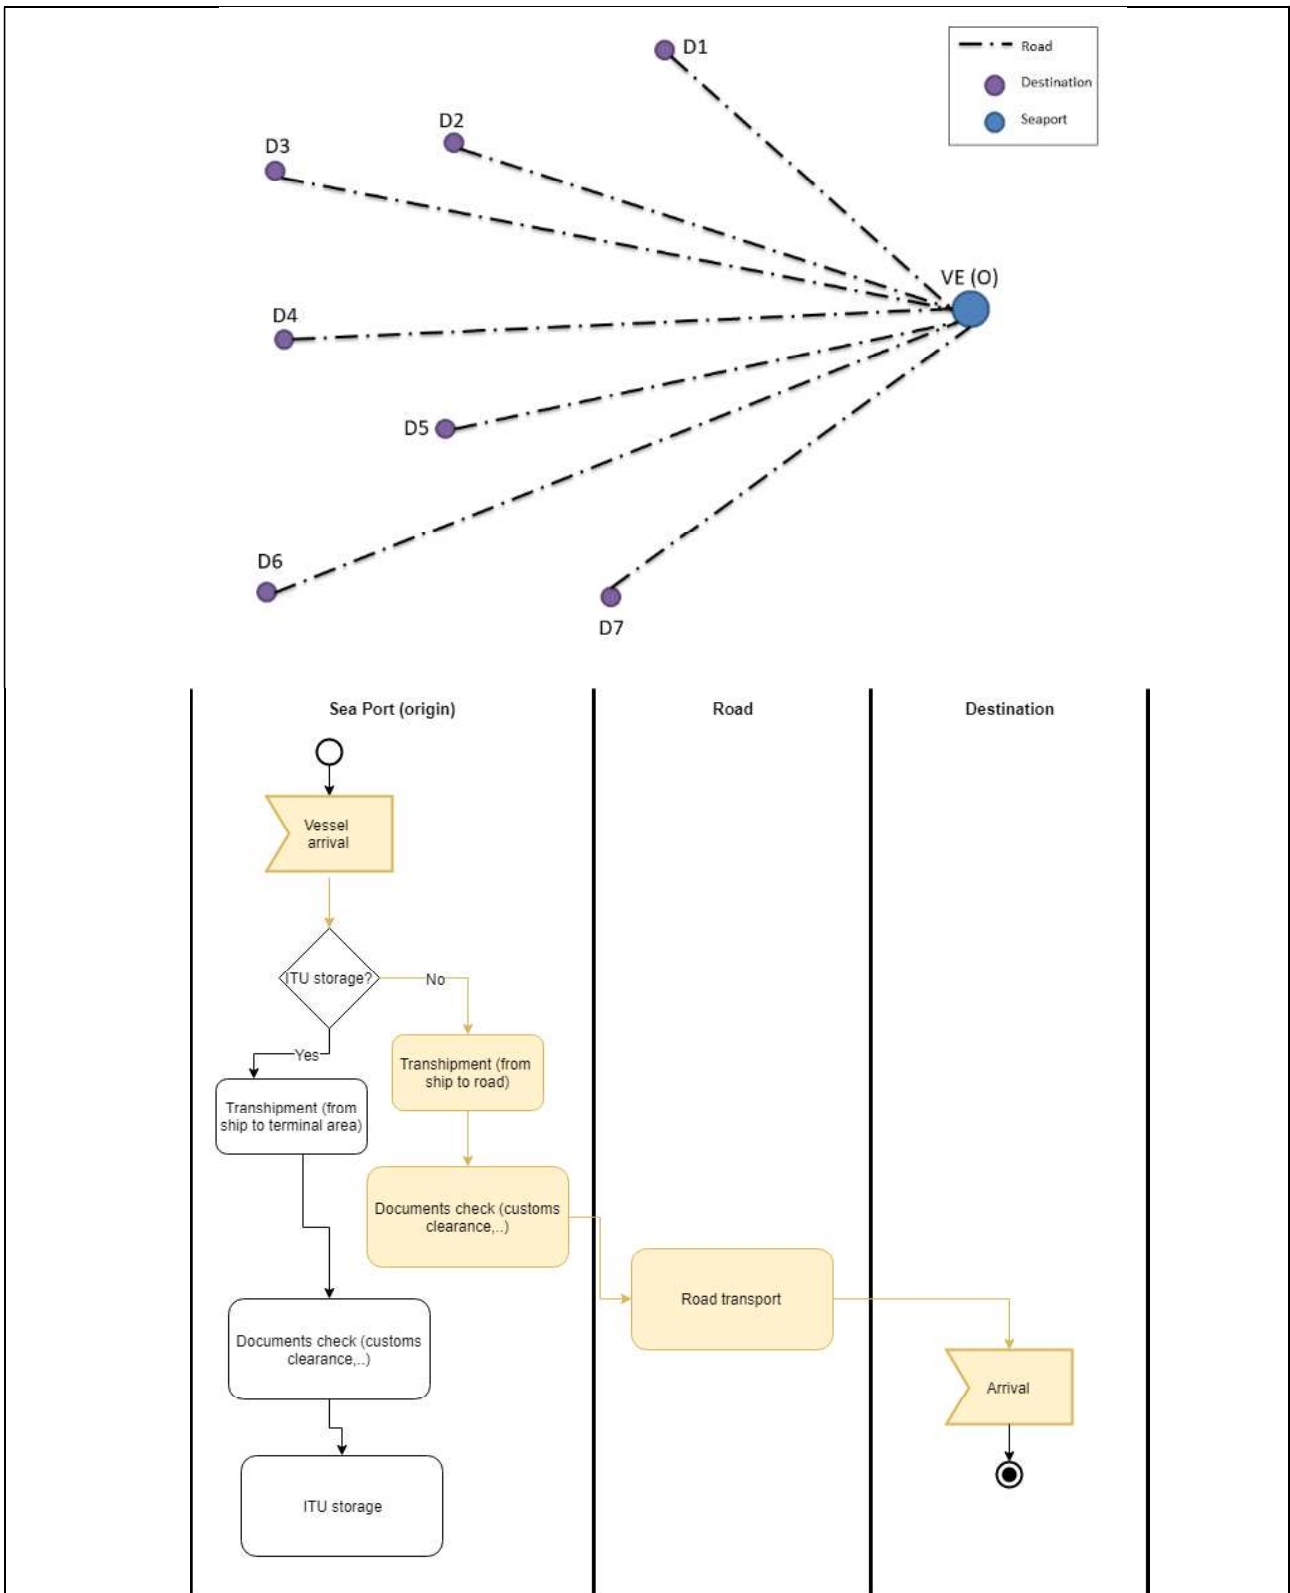 D1
Road
Destination
Seaport
D2
D3
VE (O)
D4
D5
D6
D7
Sea Port (origin)
Road
Destination
Vessel
arrival
ITU storage?
No
Yes
Transhipment (from
ship to road)
Transhipment (from
ship to terminal area)
Documents check (customs
clearance,..)
Road transport
Documents check (customs
clearance,..)
Arrival
ITU storage